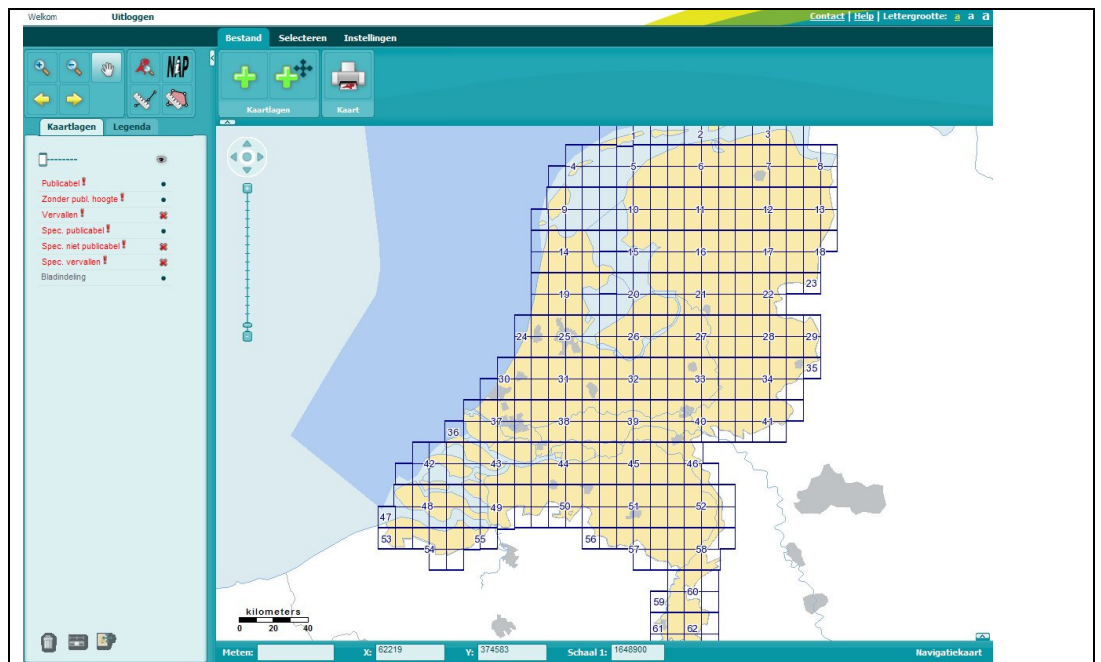 Welkom Uitloggen Contact | Help | Lettergrootte: a a a
Bestand Selecteren Instellingen
NAP
Kaartlagen Kaart
Kaartlagen Legenda
Publicabel !
Zonder publ. hoogte !
Vervallen !
Spec. publicabel !
Spec. niet publicabel !
Spec. vervallen !
Bladindeling
1 2 3
4 5 6 7 8
9 10 11 12 13
14 15 16 17 18
19 20 21 22 23
24 25 26 27 28 29
30 31 32 33 34 35
36 37 38 39 40 41
42 43 44 45 46
47 48 49 50 51 52
53 54 55 56 57 58
59 60
61 62
kilometers
0 20 40
Meten: X: 62219 Y: 374583 Schaal 1: 1648900 Navigatiekaart